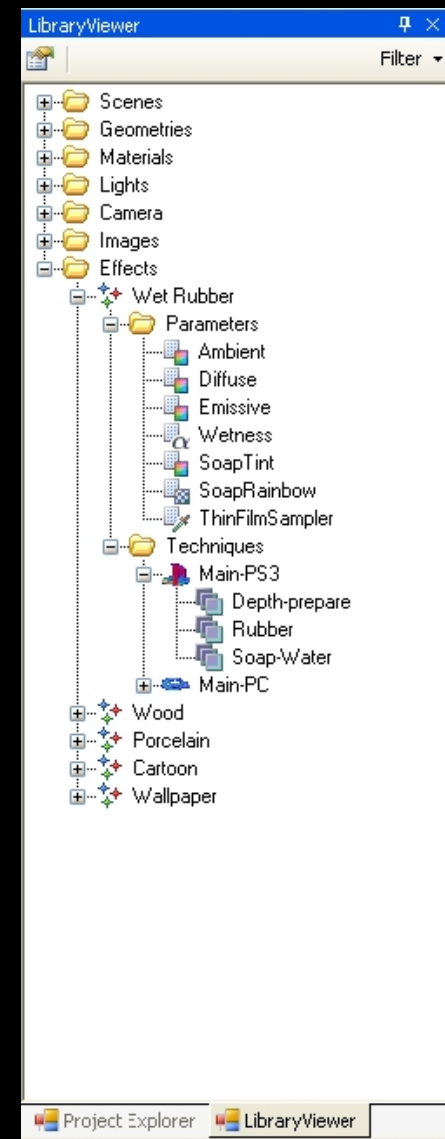 LibraryViewer
Filter
Scenes
Geometries
Materials
Lights
Camera
Images
Effects
Wet Rubber
Parameters
Ambient
Diffuse
Emissive
Wetness
SoapTint
SoapRainbow
ThinFilmSampler
Techniques
Main-PS3
Depth-prepare
Rubber
Soap-Water
Main-PC
Wood
Porcelain
Cartoon
Wallpaper
Project Explorer LibraryViewer